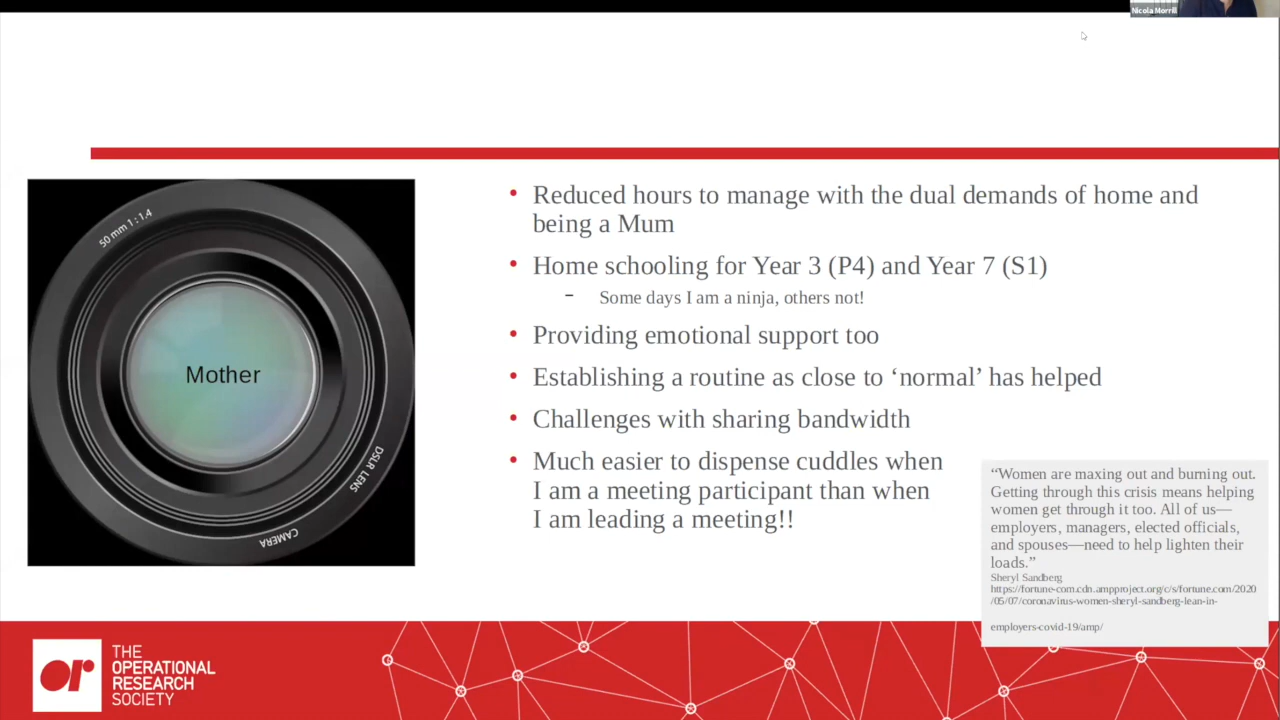 Nicola Morrill
50 mm 1:1.4
Mother
DSLR LENS
CAMERA
• Reduced hours to manage with the dual demands of home and
being a Mum
• Home schooling for Year 3 (P4) and Year 7 (S1)
– Some days I am a ninja, others not!
• Providing emotional support too
• Establishing a routine as close to ‘normal’ has helped
• Challenges with sharing bandwidth
• Much easier to dispense cuddles when
I am a meeting participant than when
I am leading a meeting!!
“Women are maxing out and burning out.
Getting through this crisis means helping
women get through it too. All of us—
employers, managers, elected officials,
and spouses—need to help lighten their
loads.”
Sheryl Sandberg
https://fortune-com.cdn.ampproject.org/c/s/fortune.com/2020
/05/07/coronavirus-women-sheryl-sandberg-lean-in-
employers-covid-19/amp/
or
THE
OPERATIONAL
RESEARCH
SOCIETY